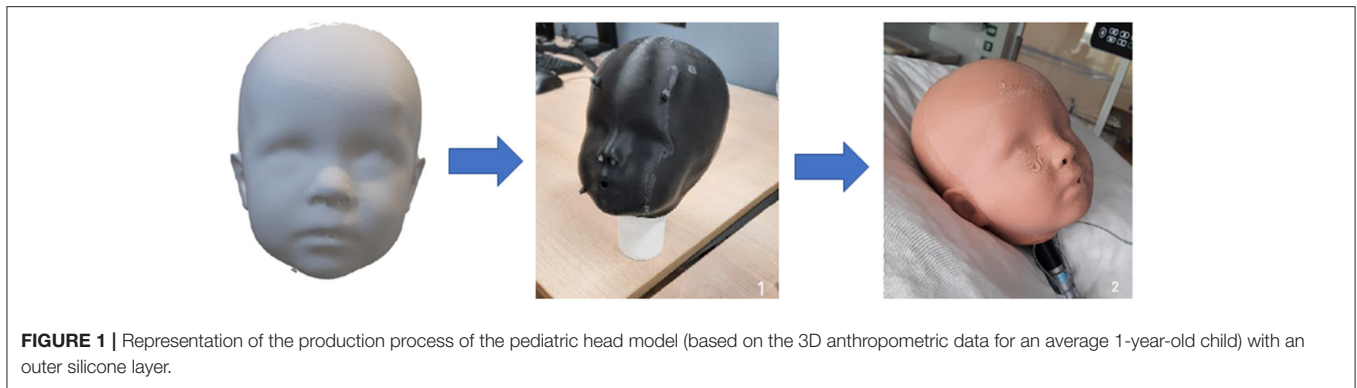 1
2
FIGURE 1 | Representation of the production process of the pediatric head model (based on the 3D anthropometric data for an average 1-year-old child) with an
outer silicone layer.